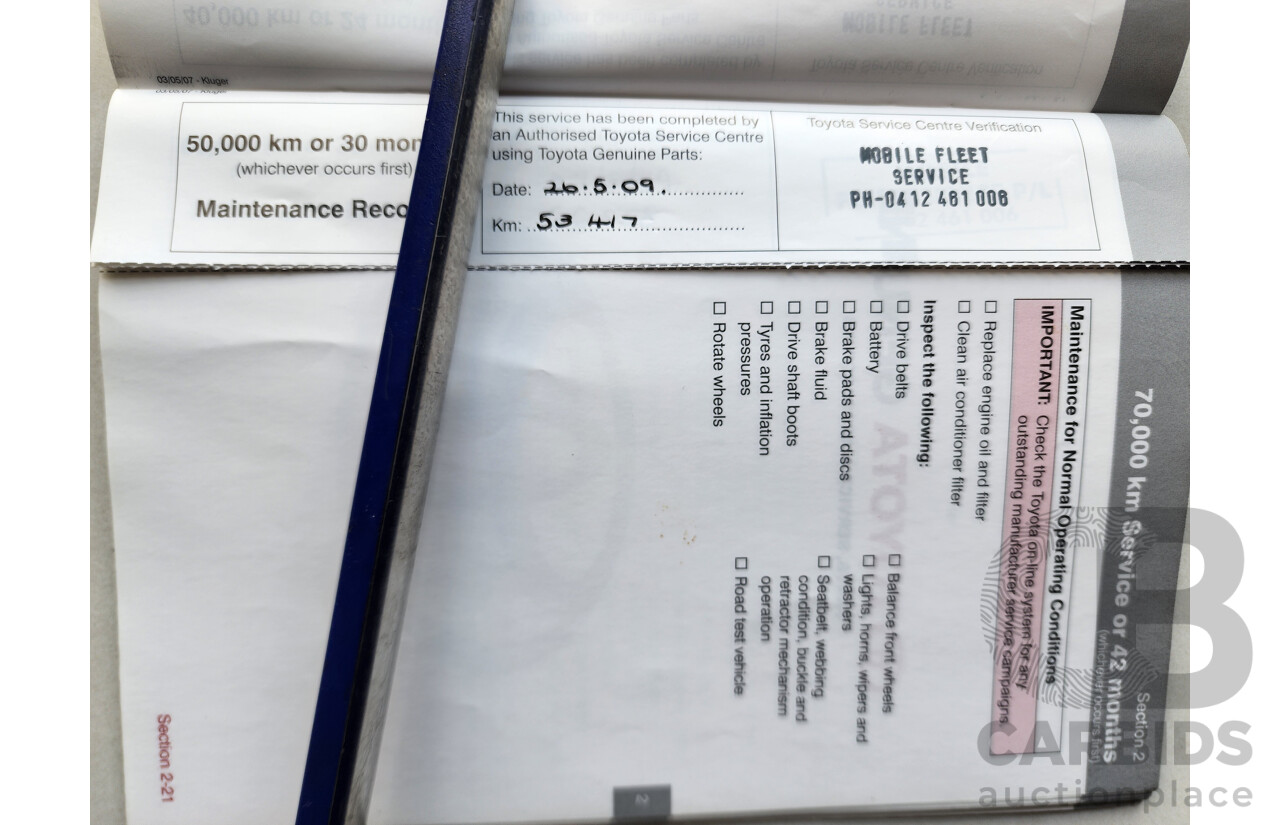 40,000 km or 24 mon
MOBILE FLEET
SERVICE
Toyota Service Centre Verification
03/05/07 - Kluger
50,000 km or 30 mon
(whichever occurs first)
Maintenance Reco
This service has been completed by
an Authorised Toyota Service Centre
using Toyota Genuine Parts:
Date: 26.5.09.
Km: 53 417
Toyota Service Centre Verification
MOBILE FLEET
SERVICE
PH-0412 481 006
Section 2
70,000 km Service or 42 months
(whichever occurs first)
Maintenance for Normal Operating Conditions
IMPORTANT: Check the Toyota on-line system for any
outstanding manufacturer service campaigns.
Replace engine oil and filter
Clean air conditioner filter
Inspect the following:
Drive belts
Battery
Brake pads and discs
Brake fluid
Drive shaft boots
Tyres and inflation
pressures
Rotate wheels
Balance front wheels
Lights, horns, wipers and
washers
Seatbelt, webbing
condition, buckle and
retractor mechanism
operation
Road test vehicle
2
Section 2-21
CARBIDS
auctionplace